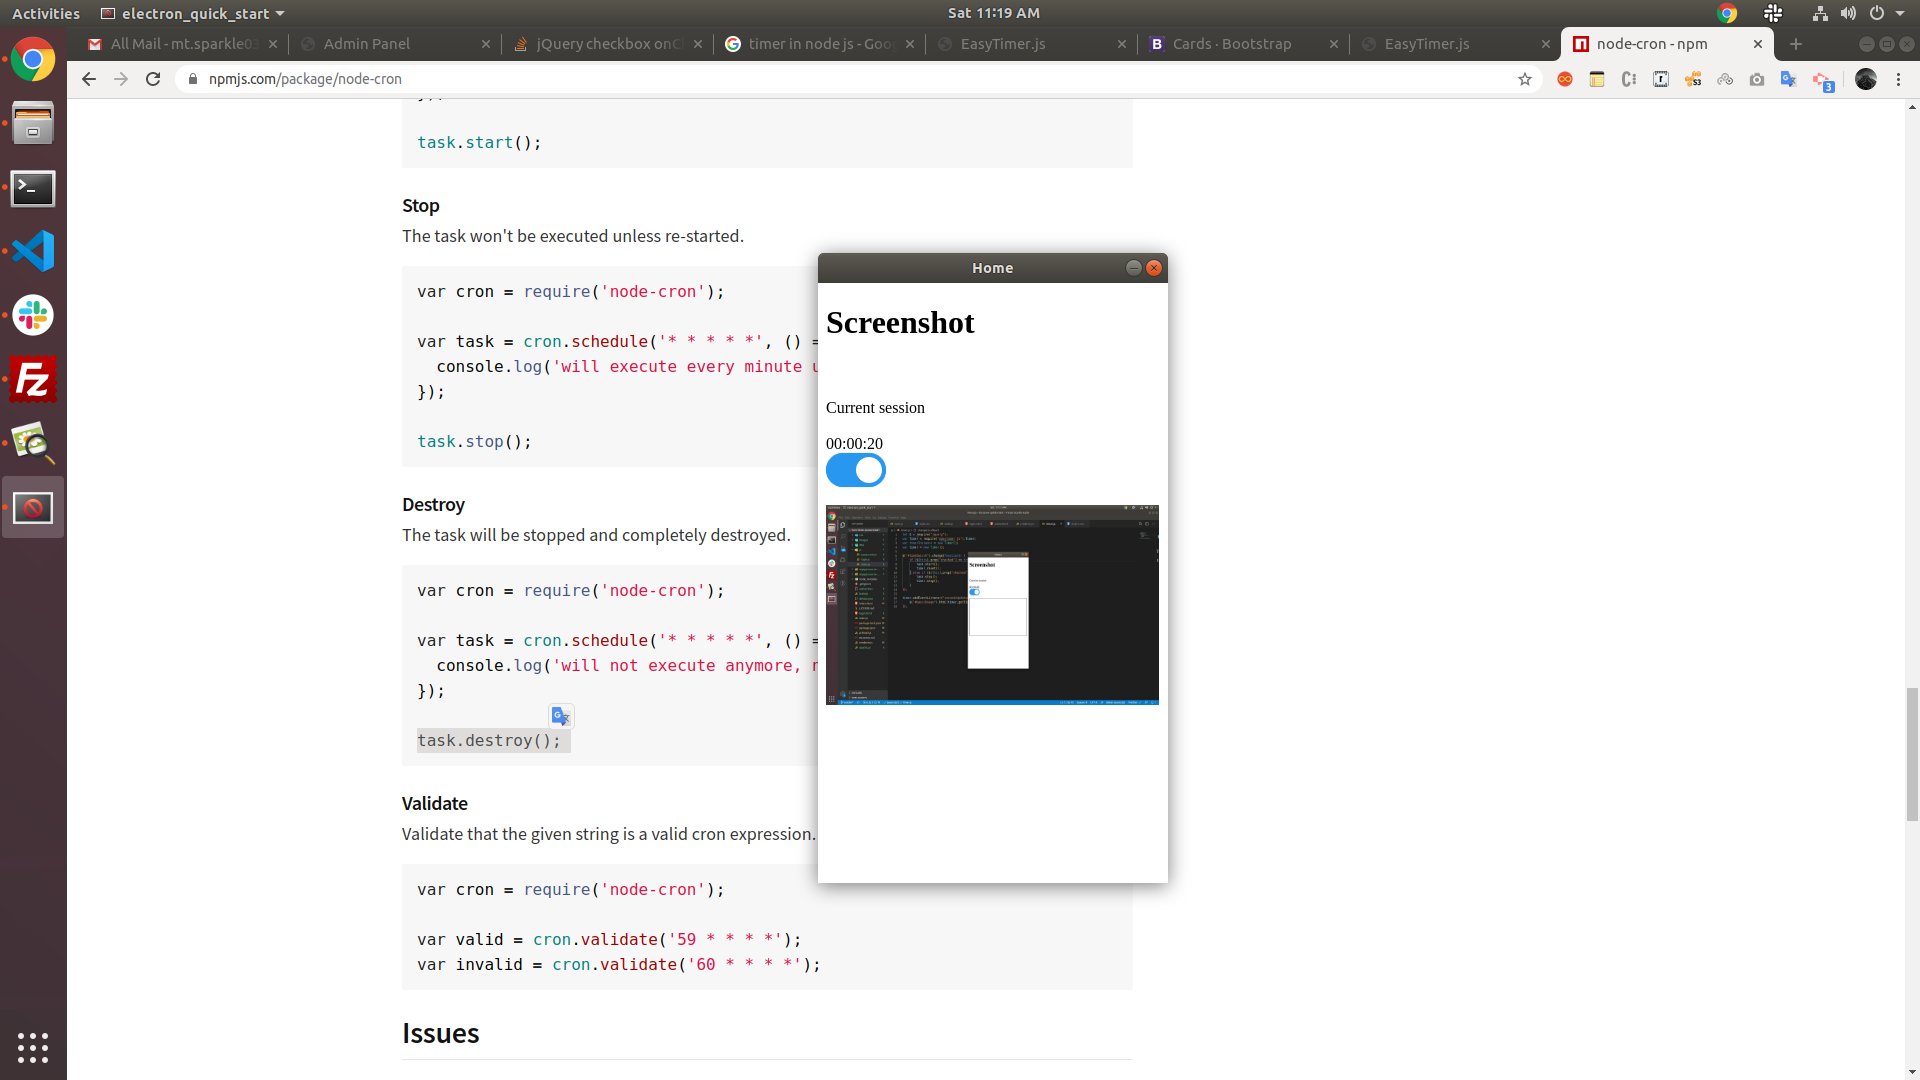 Activities
electron_quick_start
Sat 11:19 AM
All Mail - mt.sparkle03
Admin Panel
jQuery checkbox onCl
timer in node js - Goo
EasyTimer.js
Cards · Bootstrap
EasyTimer.js
node-cron - npm
npmjs.com/package/node-cron
S3
3
});
task.start();
Stop
The task won't be executed unless re-started.
var cron = require('node-cron');
var task = cron.schedule('* * * * *', () =
console.log('will execute every minute u
});
task.stop();
Destroy
The task will be stopped and completely destroyed.
var cron = require('node-cron');
var task = cron.schedule('* * * * *', () =
console.log('will not execute anymore, n
});
task.destroy();
Validate
Validate that the given string is a valid cron expression.
var cron = require('node-cron');
var valid = cron.validate('59 * * * *');
var invalid = cron.validate('60 * * * *');
Issues
Home
Screenshot
Current session
00:00:20
Screenshot